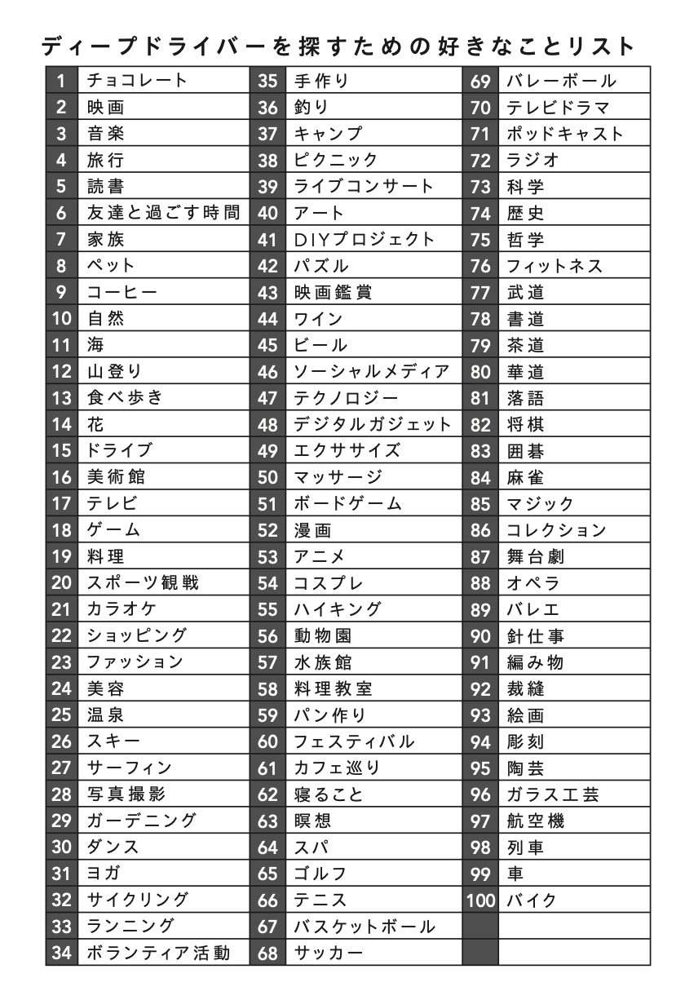 ディープドライバーを探すための好きなことリスト
1 チョコレート
2 映画
3 音楽
4 旅行
5 読書
6 友達と過ごす時間
7 家族
8 ペット
9 コーヒー
10 自然
11 海
12 山登り
13 食べ歩き
14 花
15 ドライブ
16 美術館
17 テレビ
18 ゲーム
19 料理
20 スポーツ観戦
21 カラオケ
22 ショッピング
23 ファッション
24 美容
25 温泉
26 スキー
27 サーフィン
28 写真撮影
29 ガーデニング
30 ダンス
31 ヨガ
32 サイクリング
33 ランニング
34 ボランティア活動
35 手作り
36 釣り
37 キャンプ
38 ピクニック
39 ライブコンサート
40 アート
41 DIYプロジェクト
42 パズル
43 映画鑑賞
44 ワイン
45 ビール
46 ソーシャルメディア
47 テクノロジー
48 デジタルガジェット
49 エクササイズ
50 マッサージ
51 ボードゲーム
52 漫画
53 アニメ
54 コスプレ
55 ハイキング
56 動物園
57 水族館
58 料理教室
59 パン作り
60 フェスティバル
61 カフェ巡り
62 寝ること
63 瞑想
64 スパ
65 ゴルフ
66 テニス
67 バスケットボール
68 サッカー
69 バレーボール
70 テレビドラマ
71 ポッドキャスト
72 ラジオ
73 科学
74 歴史
75 哲学
76 フィットネス
77 武道
78 書道
79 茶道
80 華道
81 落語
82 将棋
83 囲碁
84 麻雀
85 マジック
86 コレクション
87 舞台劇
88 オペラ
89 バレエ
90 針仕事
91 編み物
92 裁縫
93 絵画
94 彫刻
95 陶芸
96 ガラス工芸
97 航空機
98 列車
99 車
100 バイク